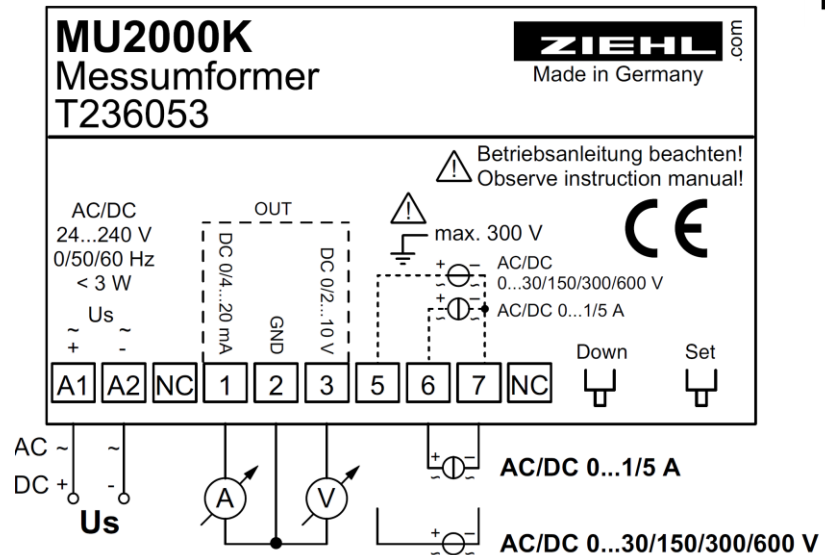 MU2000K
Messumformer
T236053
ZIEHL
.com
Made in Germany
Betriebsanleitung beachten!
Observe instruction manual!
AC/DC
24...240 V
0/50/60 Hz
< 3 W
Us
~ ~
+ -
OUT
DC 0/4...20 mA
GND
DC 0/2...10 V
max. 300 V
AC/DC
0...30/150/300/600 V
AC/DC 0...1/5 A
CE
Down
Set
A1 A2 NC 1 2 3 5 6 7 NC
AC ~ ~
DC + -
Us
A
V
+ −
~ ~
AC/DC 0...1/5 A
+ −
~ ~
AC/DC 0...30/150/300/600 V